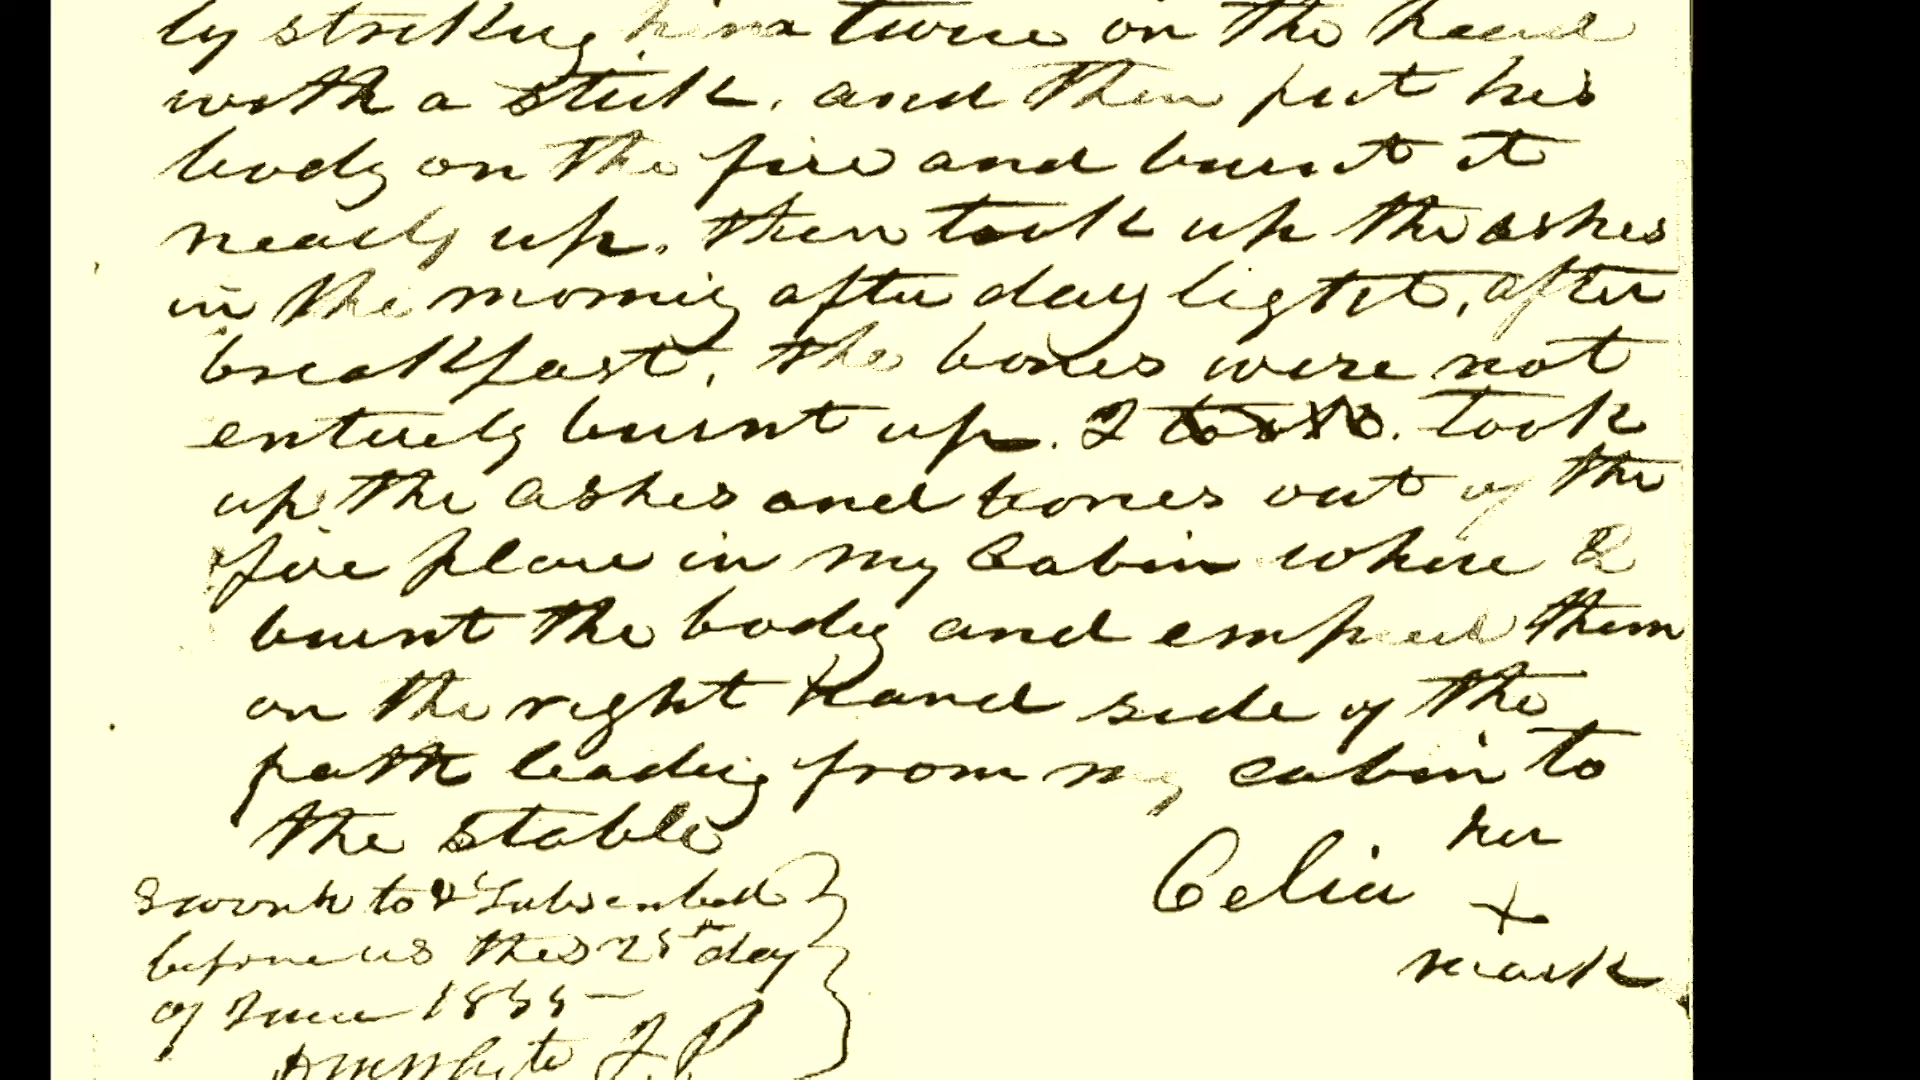 ly striking him twice on the head
with a stick, and then put his
body on the fire and burnt it
nearly up. then took up the ashes
in the morning after day light, after
breakfast, the bones were not
entirely burnt up. I took. took
up the ashes and bones out of the
fire place in my Cabin where I
burnt the body and emptied them
on the right hand side of the
path leading from my cabin to
the stable
her
Celia X
mark
Sworn to & Subscribed
before us this 25th day
of June 1855
J. P.